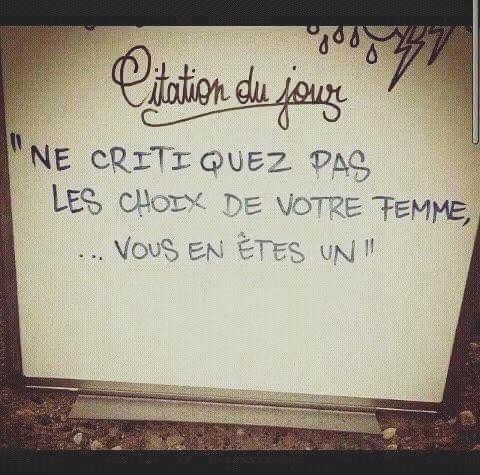 Citation du jour
"NE CRITIQUEZ PAS
LES CHOIX DE VOTRE FEMME,
... VOUS EN ÊTES UN"